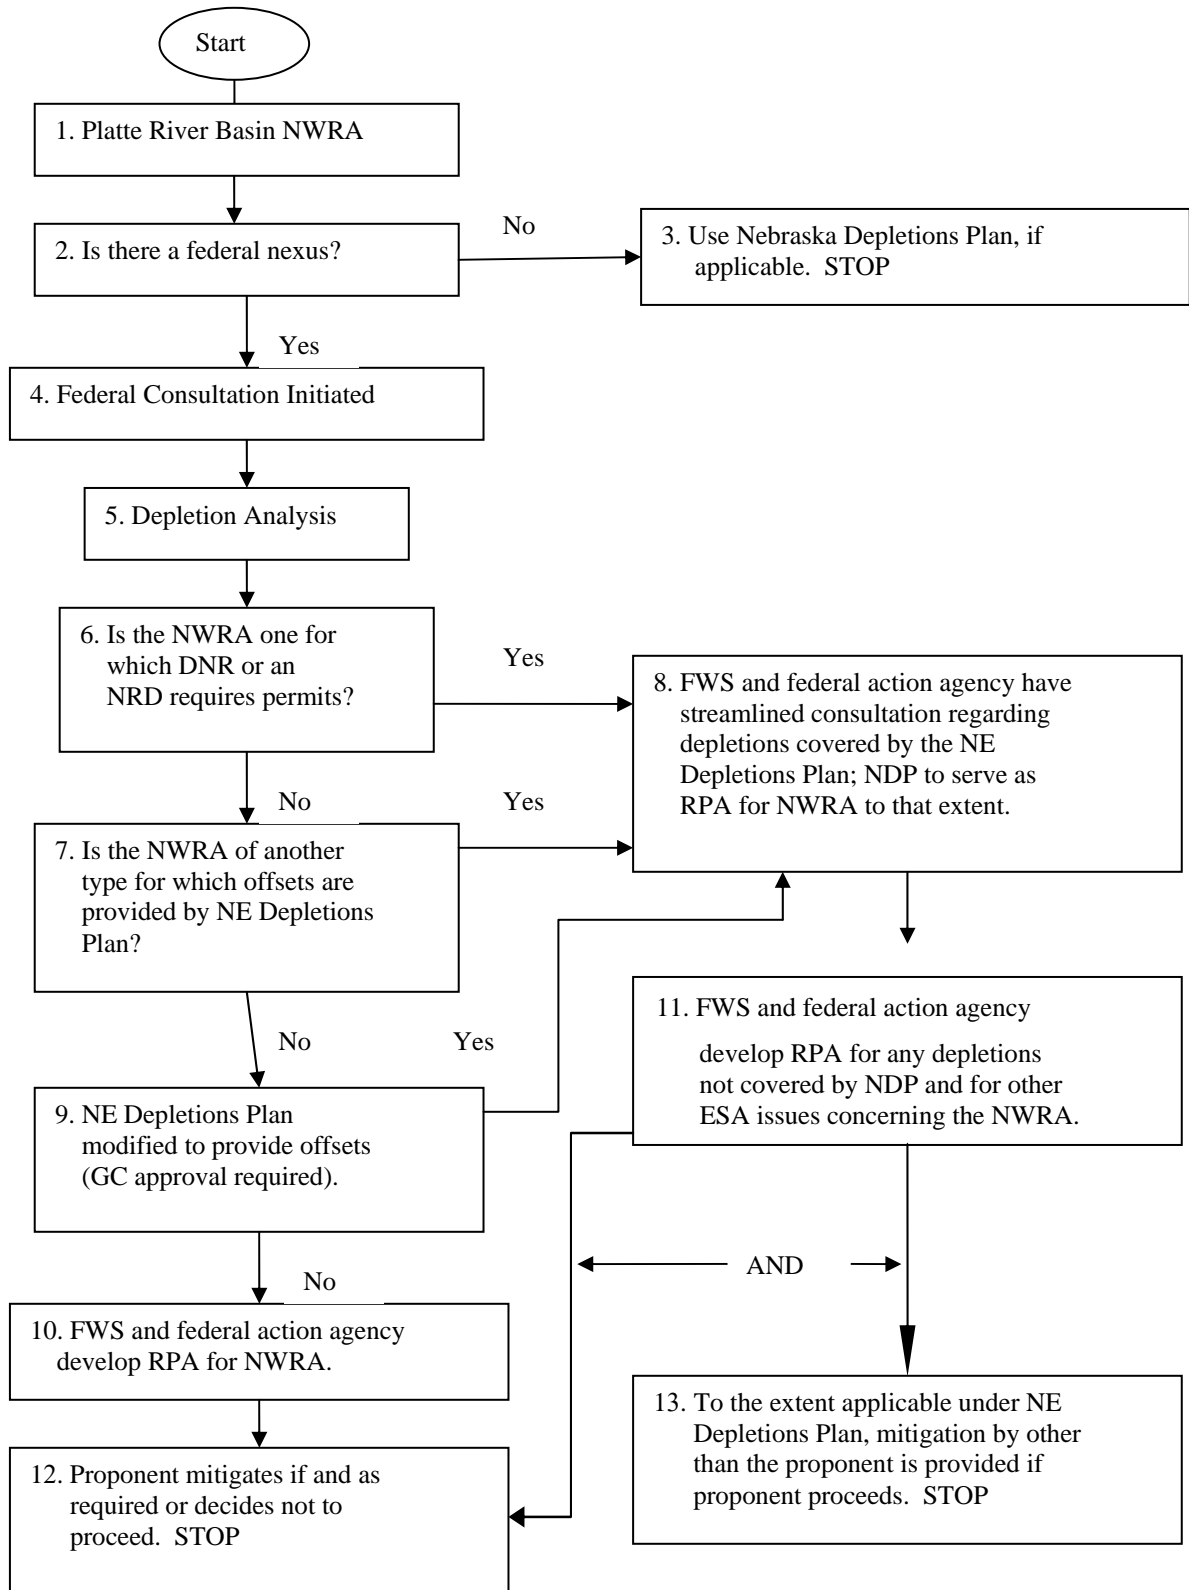 Start
1. Platte River Basin NWRA
2. Is there a federal nexus?
No
3. Use Nebraska Depletions Plan, if
applicable.  STOP
Yes
4. Federal Consultation Initiated
5. Depletion Analysis
6. Is the NWRA one for
which DNR or an
NRD requires permits?
Yes
8. FWS and federal action agency have
streamlined consultation regarding
depletions covered by the NE
Depletions Plan; NDP to serve as
RPA for NWRA to that extent.
No
Yes
7. Is the NWRA of another
type for which offsets are
provided by NE Depletions
Plan?
No
Yes
11. FWS and federal action agency
develop RPA for any depletions
not covered by NDP and for other
ESA issues concerning the NWRA.
9. NE Depletions Plan
modified to provide offsets
(GC approval required).
No
AND
10. FWS and federal action agency
develop RPA for NWRA.
12. Proponent mitigates if and as
required or decides not to
proceed.  STOP
13. To the extent applicable under NE
Depletions Plan, mitigation by other
than the proponent is provided if
proponent proceeds.  STOP